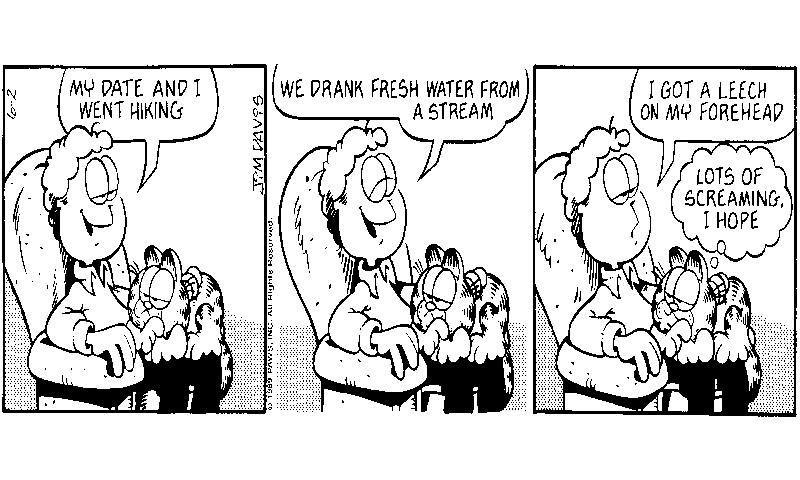 MY DATE AND I
WENT HIKING
6-2
JIM DAVIS
© 1989 PAWS, INC. All Rights Reserved.
WE DRANK FRESH WATER FROM
A STREAM
I GOT A LEECH
ON MY FOREHEAD
LOTS OF
SCREAMING,
I HOPE